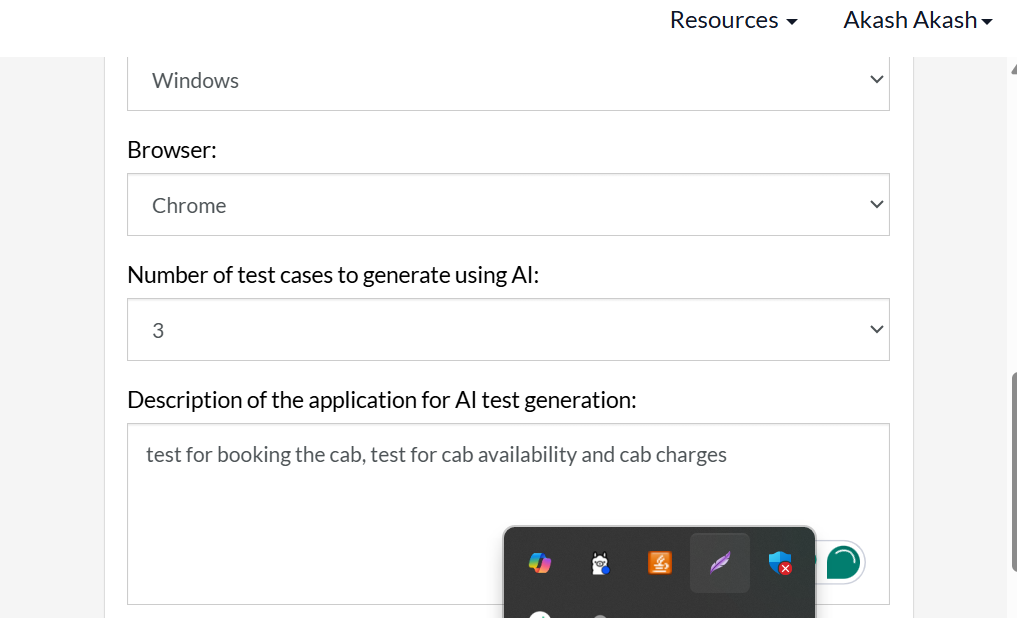 Resources
Akash Akash
Windows
Browser:
Chrome
Number of test cases to generate using AI:
3
Description of the application for AI test generation:
test for booking the cab, test for cab availability and cab charges